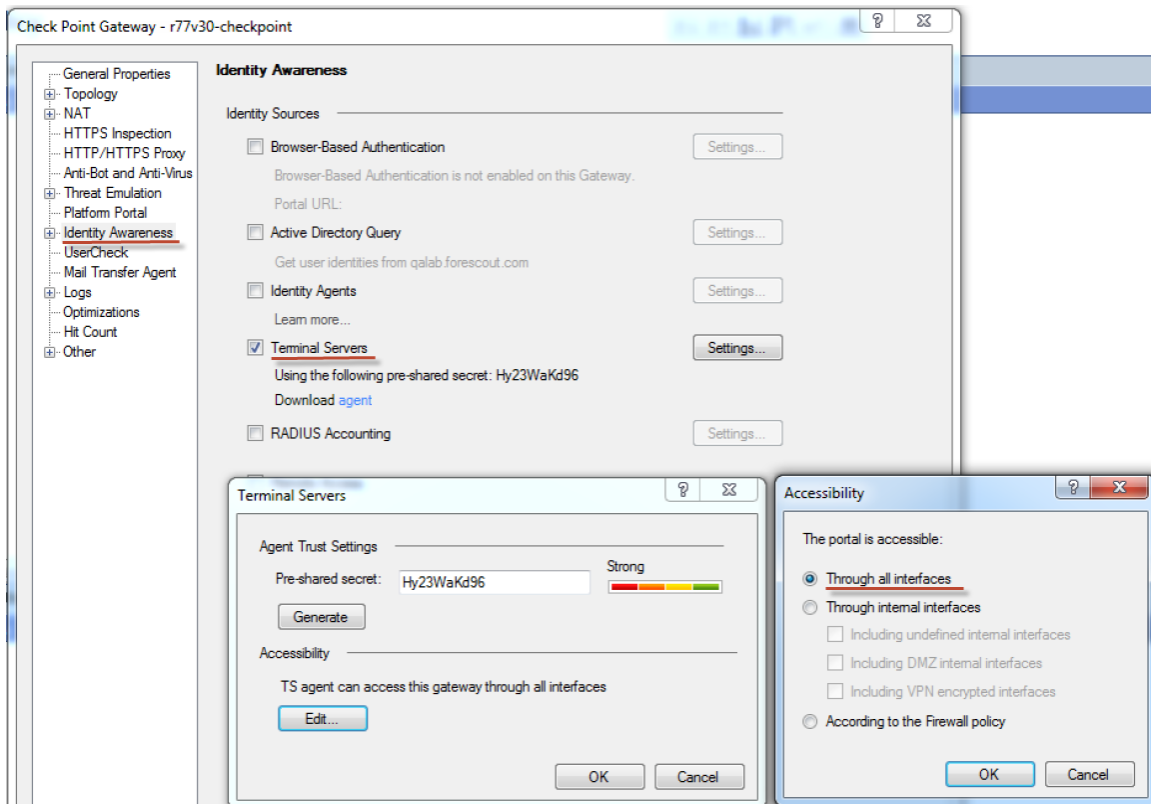 Check Point Gateway - r77v30-checkpoint
General Properties
Topology
NAT
HTTPS Inspection
HTTP/HTTPS Proxy
Anti-Bot and Anti-Virus
Threat Emulation
Platform Portal
Identity Awareness
UserCheck
Mail Transfer Agent
Logs
Optimizations
Hit Count
Other
Identity Awareness
Identity Sources
Browser-Based Authentication
Settings...
Browser-Based Authentication is not enabled on this Gateway.
Portal URL:
Active Directory Query
Settings...
Get user identities from qalab.forescout.com
Identity Agents
Settings...
Learn more...
Terminal Servers
Settings...
Using the following pre-shared secret: Hy23WaKd96
Download agent
RADIUS Accounting
Settings...
Terminal Servers
Agent Trust Settings
Strong
Pre-shared secret: Hy23WaKd96
Generate
Accessibility
TS agent can access this gateway through all interfaces
Edit...
OK Cancel
Accessibility
The portal is accessible:
Through all interfaces
Through internal interfaces
Including undefined internal interfaces
Including DMZ internal interfaces
Including VPN encrypted interfaces
According to the Firewall policy
OK Cancel